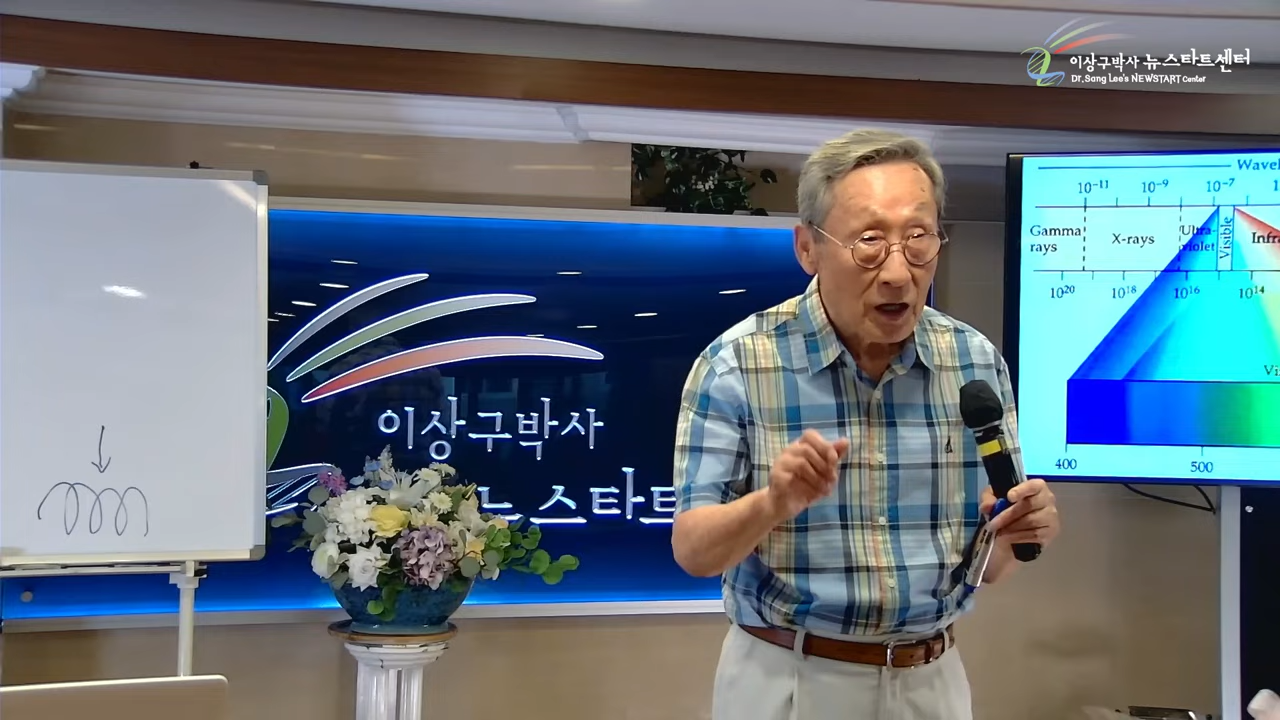 이상구박사 뉴스타트센터
Dr. Sang Lee's NEWSTART Center
이상구박사
뉴스타트
10⁻¹¹ 10⁻⁹ 10⁻⁷
Gamma rays
X-rays
Ultra-violet
Visible
10²⁰ 10¹⁸ 10¹⁶ 10¹⁴
400 500